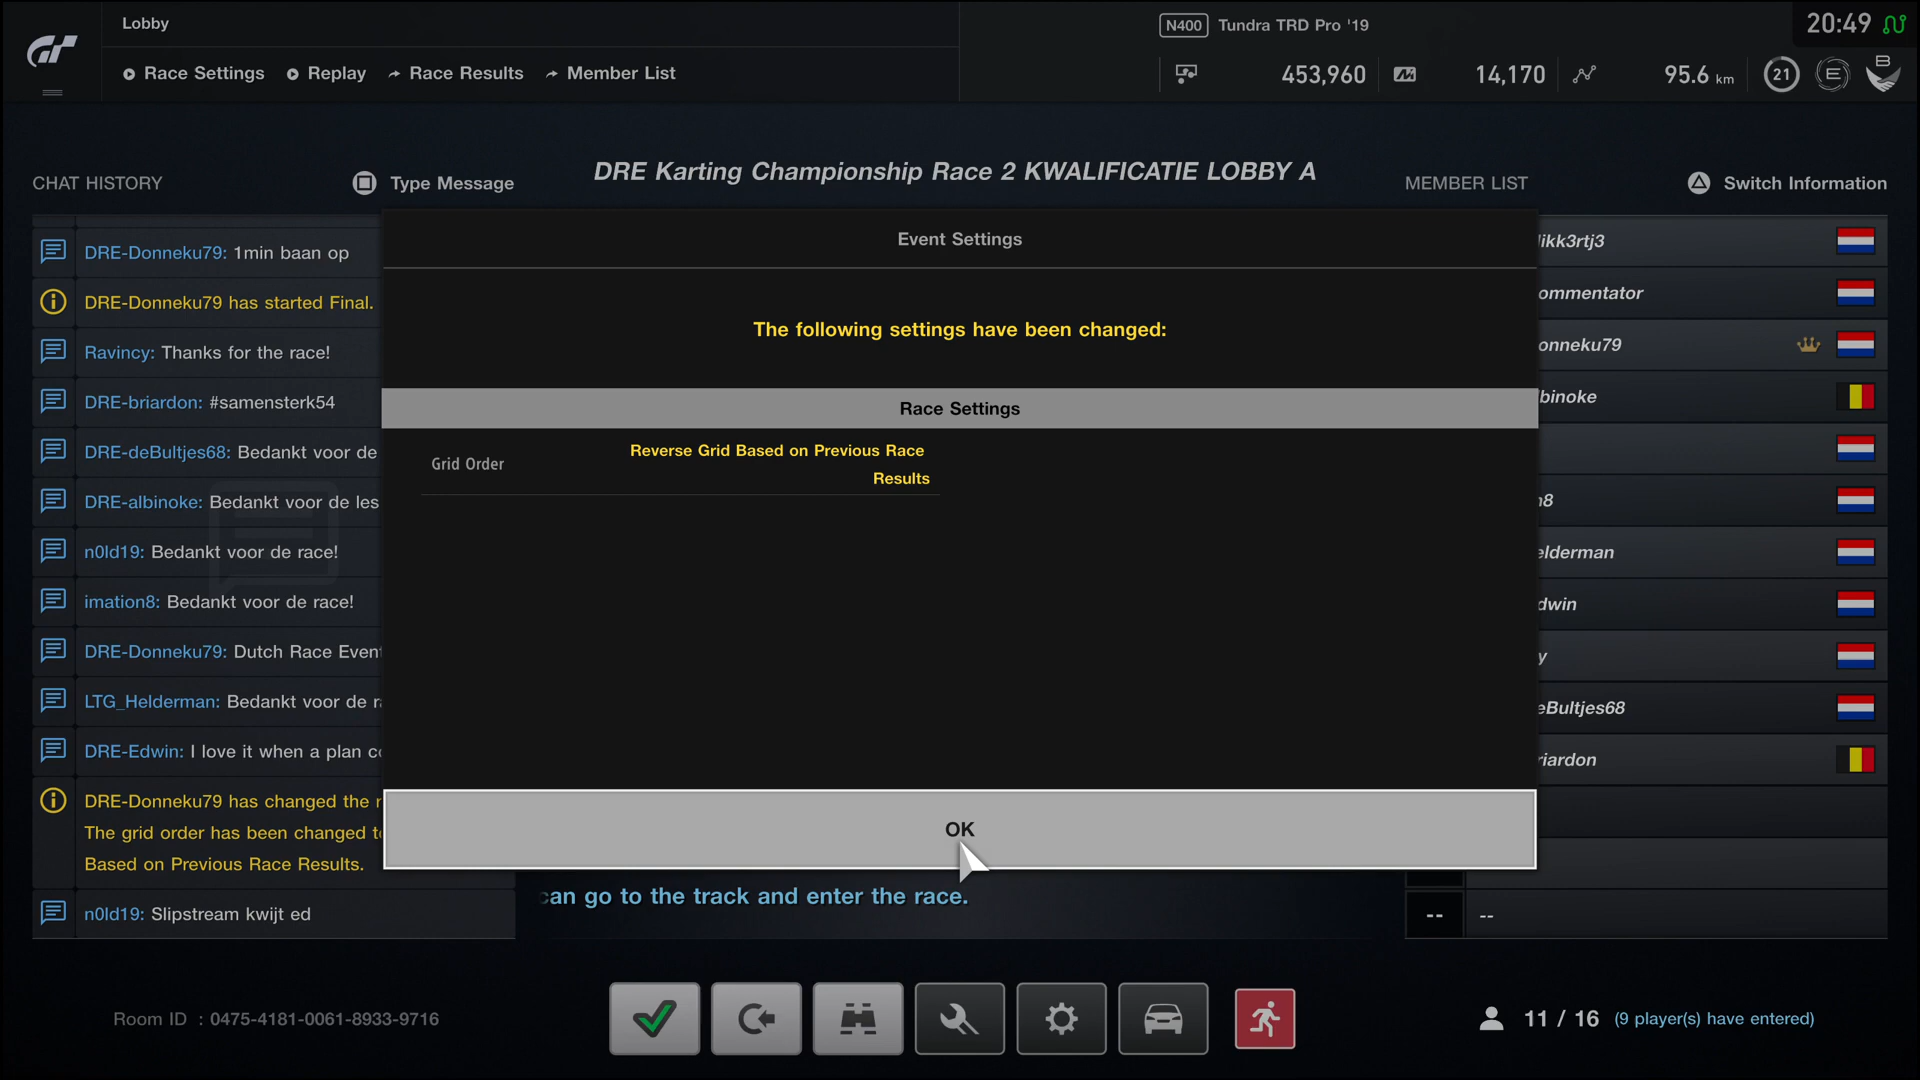 Lobby
Race Settings
Replay
Race Results
Member List
N400 Tundra TRD Pro '19
20:49
453,960
14,170
95.6 km
21
E
B
CHAT HISTORY
Type Message
DRE Karting Championship Race 2 KWALIFICATIE LOBBY A
MEMBER LIST
Switch Information
DRE-Donneku79: 1min baan op
DRE-Donneku79 has started Final.
Ravincy: Thanks for the race!
DRE-briardon: #samensterk54
DRE-deBultjes68: Bedankt voor de
DRE-albinoke: Bedankt voor de les
n0ld19: Bedankt voor de race!
imation8: Bedankt voor de race!
DRE-Donneku79: Dutch Race Event
LTG_Helderman: Bedankt voor de ra
DRE-Edwin: I love it when a plan co
DRE-Donneku79 has changed the r
The grid order has been changed to
Based on Previous Race Results.
n0ld19: Slipstream kwijt ed
Event Settings
The following settings have been changed:
Race Settings
Grid Order
Reverse Grid Based on Previous Race
Results
OK
can go to the track and enter the race.
ikk3rtj3
ommentator
onneku79
binoke
n8
elderman
dwin
y
eBultjes68
riardon
-- --
Room ID : 0475-4181-0061-8933-9716
11 / 16 (9 player(s) have entered)